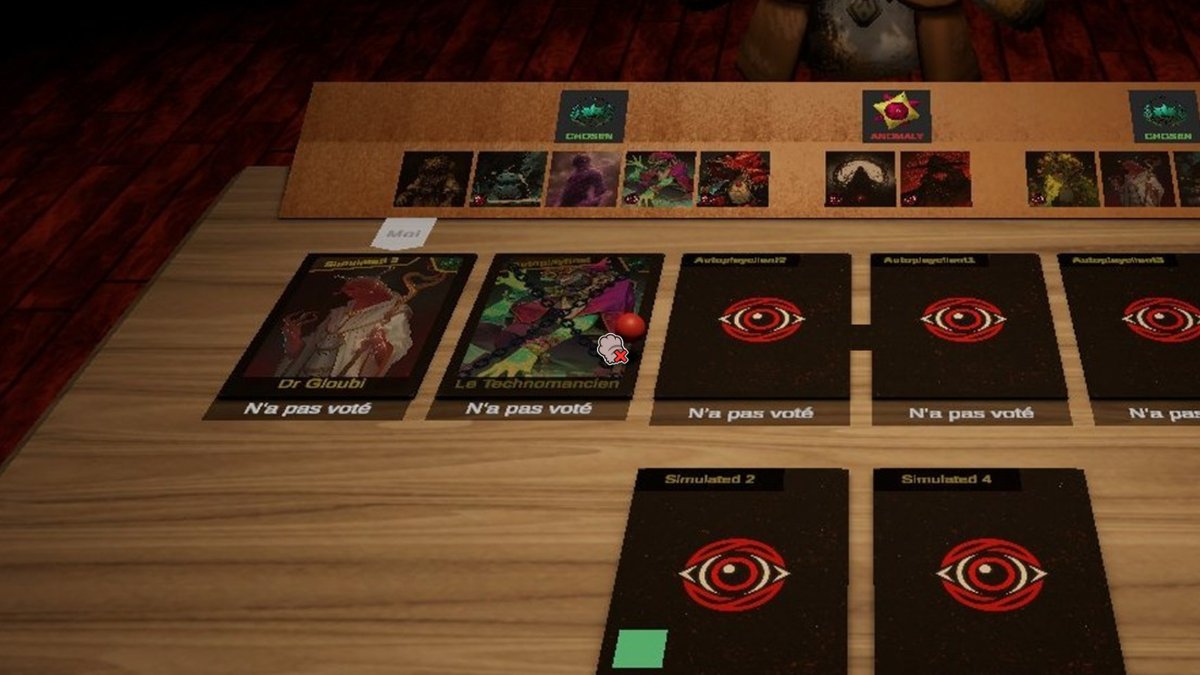 CHOSEN
ANOMALY
CHOSEN
Moi
Simulated 3
Autoplayclient2
Autoplayclient1
Autoplayclient3
Dr Gloubi
Le Technomancien
N'a pas voté
N'a pas voté
N'a pas voté
N'a pas voté
N'a pas
Simulated 2
Simulated 4